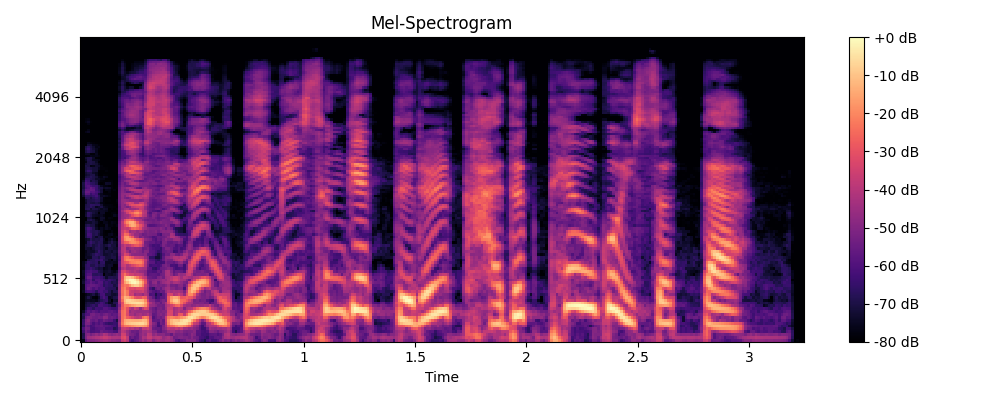 Mel-Spectrogram
Hz
4096
2048
1024
512
0
0 0.5 1 1.5 2 2.5 3
Time
+0 dB
-10 dB
-20 dB
-30 dB
-40 dB
-50 dB
-60 dB
-70 dB
-80 dB